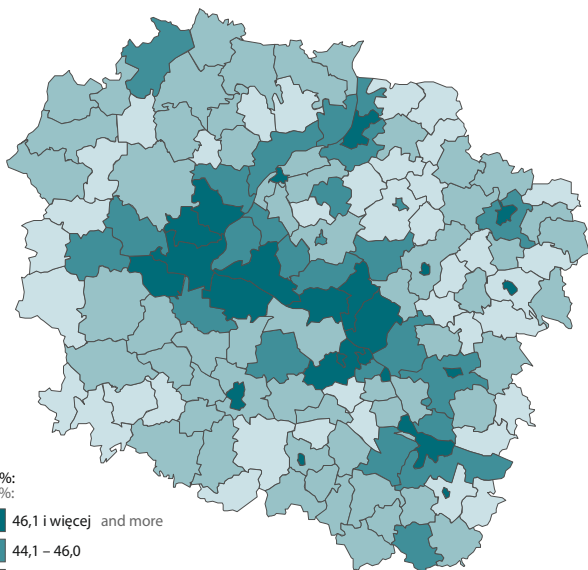 %:
%:
46,1 i więcej and more
44,1 – 46,0